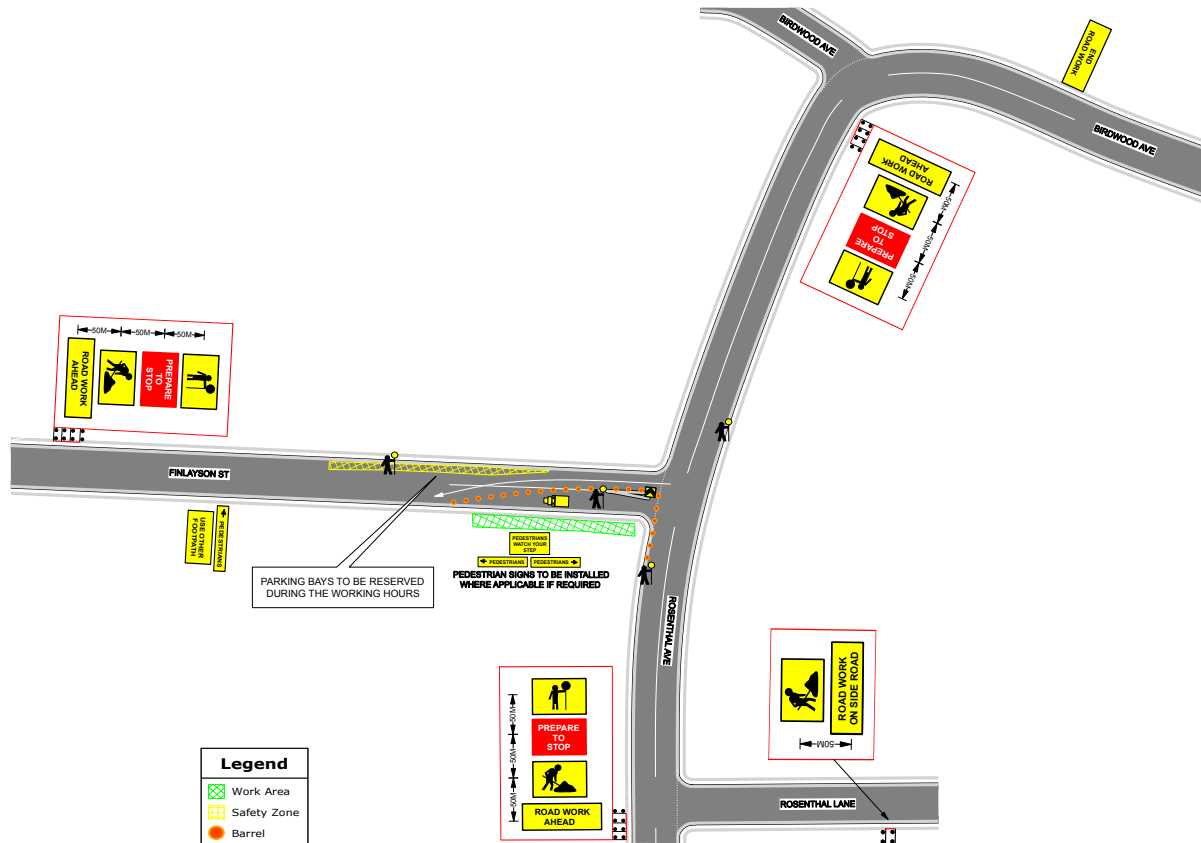 BIRDWOOD AVE
END
ROAD WORK
BIRDWOOD AVE
ROAD WORK
AHEAD
PREPARE
TO
STOP
50M
50M
50M
50M
50M
50M
ROAD WORK
AHEAD
PREPARE
TO
STOP
FINLAYSON ST
USE OTHER
FOOTPATH
PEDESTRIANS
PEDESTRIANS
WATCH YOUR
STEP
PEDESTRIANS
PEDESTRIANS
PEDESTRIAN SIGNS TO BE INSTALLED
WHERE APPLICABLE IF REQUIRED
PARKING BAYS TO BE RESERVED
DURING THE WORKING HOURS
ROSENTHAL AVE
ROAD WORK
ON SIDE ROAD
50M
50M
50M
50M
PREPARE
TO
STOP
ROAD WORK
AHEAD
ROSENTHAL LANE
Legend
Work Area
Safety Zone
Barrel